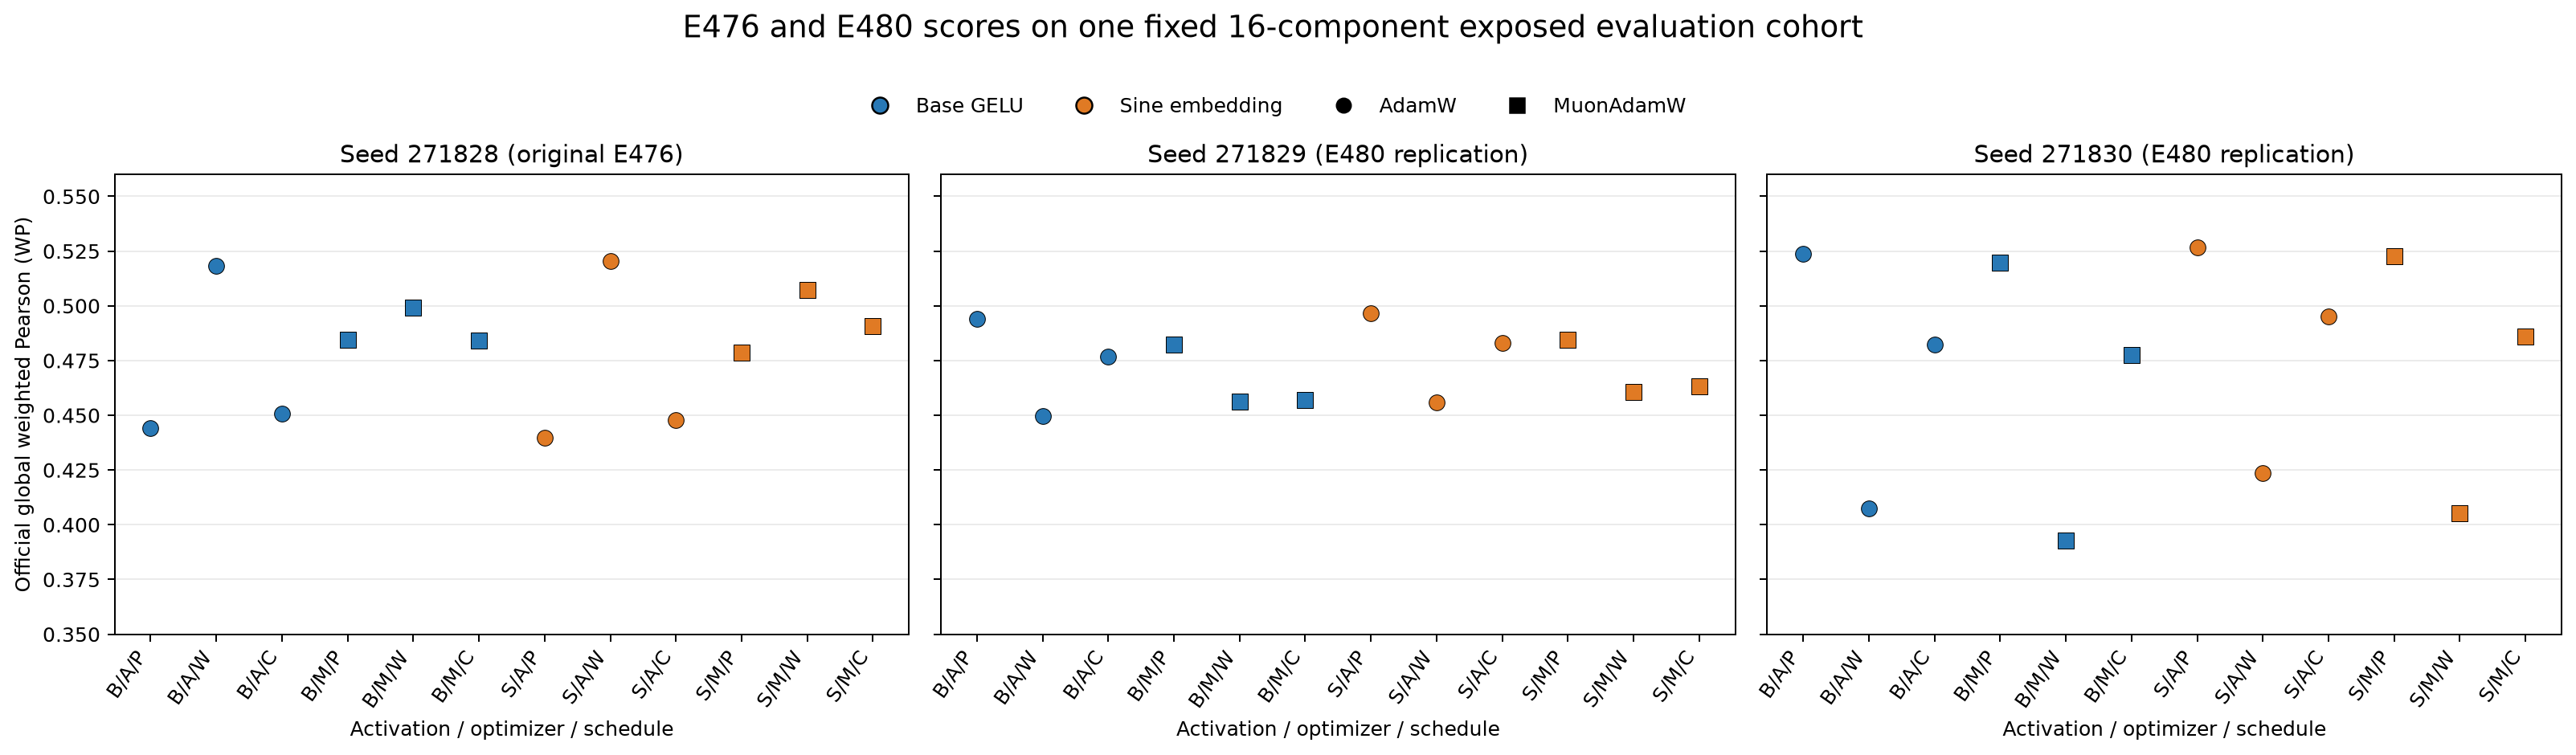 E476 and E480 scores on one fixed 16-component exposed evaluation cohort
Base GELU
Sine embedding
AdamW
MuonAdamW
Seed 271828 (original E476)
Seed 271829 (E480 replication)
Seed 271830 (E480 replication)
Official global weighted Pearson (WP)
0.550
0.525
0.500
0.475
0.450
0.425
0.400
0.375
0.350
B/A/P
B/A/W
B/A/C
B/M/P
B/M/W
B/M/C
S/A/P
S/A/W
S/A/C
S/M/P
S/M/W
S/M/C
Activation / optimizer / schedule
B/A/P
B/A/W
B/A/C
B/M/P
B/M/W
B/M/C
S/A/P
S/A/W
S/A/C
S/M/P
S/M/W
S/M/C
Activation / optimizer / schedule
B/A/P
B/A/W
B/A/C
B/M/P
B/M/W
B/M/C
S/A/P
S/A/W
S/A/C
S/M/P
S/M/W
S/M/C
Activation / optimizer / schedule